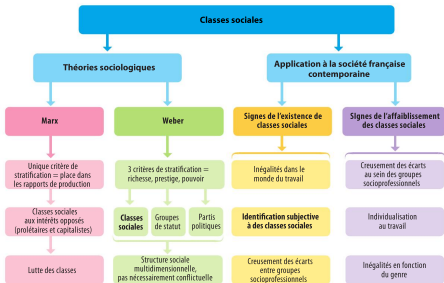 Classes sociales
Théories sociologiques
Application à la société française
contemporaine
Marx
Weber
Signes de l'existence de
classes sociales
SIgnes de l'affaiblissement
des classes sociales
Unique critère de
stratification = place dans
les rapports de production
3 critères de stratification =
richesse, prestige, pouvoir
Inégalités dans le
monde du travail
Creusement des écarts
au sein des groupes
socioprofessionnels
Classes sociales
aux intérêts opposés
(prolétaires et capitalistes)
Classes
sociales
Groupes
de statut
Partis
politiques
Identification subjective
à des classes sociales
Individualisation
au travail
Lutte des classes
Structure sociale
multidimensionnelle,
pas nécessairement conflictuelle
Creusement des écarts
entre groupes
socioprofessionnels
Inégalités en fonction
du genre